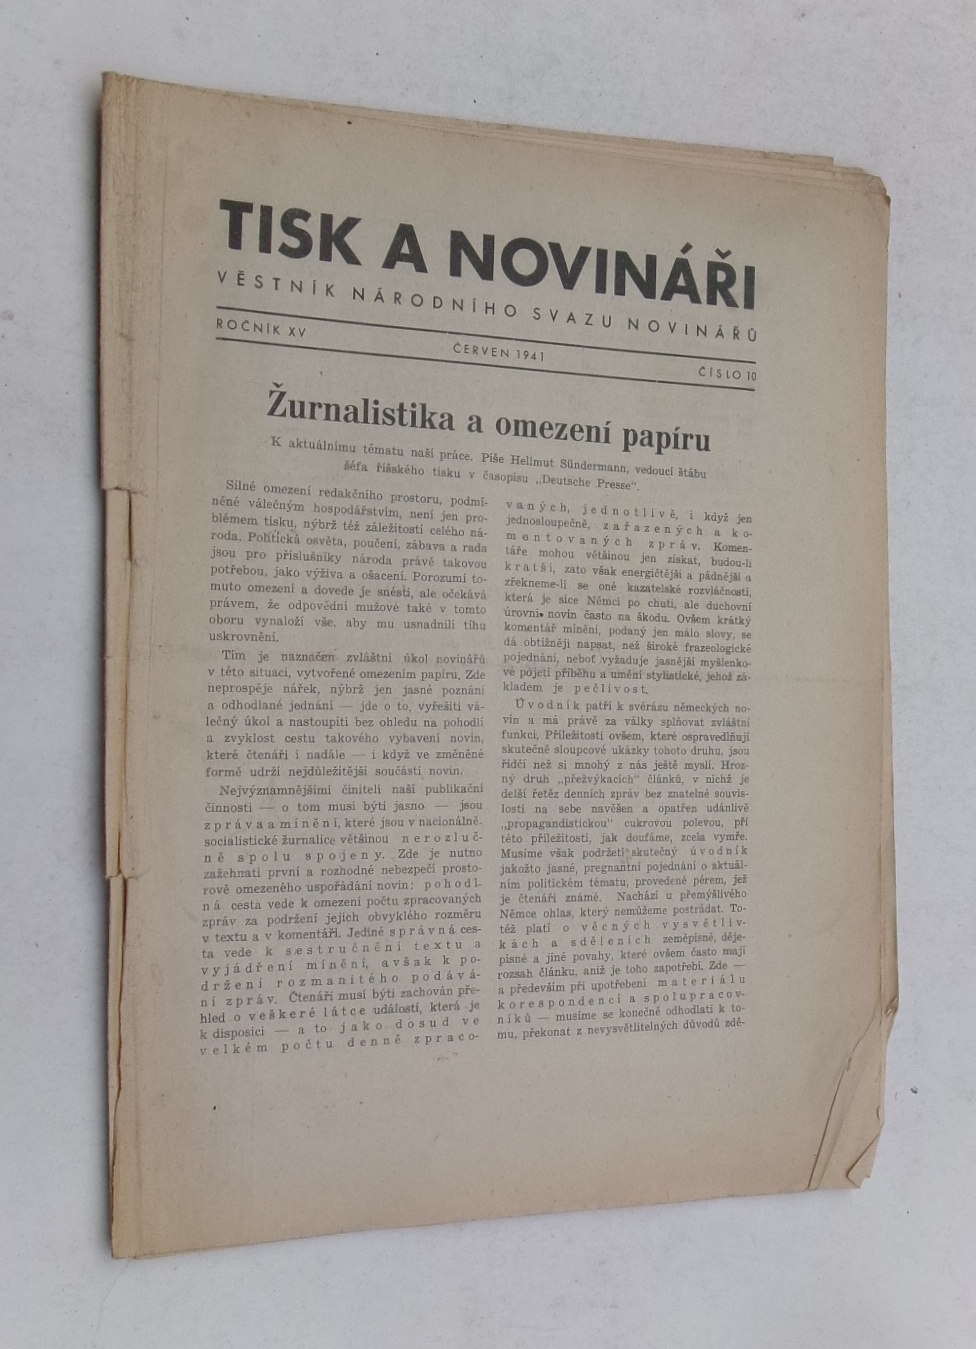 TISK A NOVINÁŘI
VĚSTNÍK NÁRODNÍHO SVAZU NOVINÁŘŮ
ROČNÍK XV
ČERVEN 1941
ČÍSLO 10
Žurnalistika a omezení papíru
K aktuálnímu tématu naší práce. Píše Hellmut Sündermann, vedoucí štábu
šéfa říšského tisku v časopisu „Deutsche Presse“.
Silné omezení redakčního prostoru, podmí-
něné válečným hospodářstvím, není jen pro-
blémem tisku, nýbrž též záležitostí celého ná-
roda. Politická osvěta, poučení, zábava a rada
jsou pro příslušníky národa právě takovou
potřebou, jako výživa a ošacení. Porozumí to-
muto omezení a dovede je snésti, ale očekává
právem, že odpovědní mužové také v tomto
oboru vynaloží vše, aby mu usnadnili tíhu
uskrovnění.
Tím je naznačen zvláštní úkol novinářů
v této situaci, vytvořené omezením papíru. Zde
neprospěje nářek, nýbrž jen jasné poznání
a odhodlané jednání — jde o to, vyřešiti vá-
lečný úkol a nastoupiti bez ohledu na pohodlí
a zvyklost cestu takového vybavení novin,
které čtenáři i nadále — i když ve změněné
formě udrží nejdůležitější součásti novin.
Nejvýznamnějšími činiteli naší publikační
činnosti — o tom musí býti jasno — jsou
zpráva a mínění, které jsou v nacionálně-
socialistické žurnalice většinou nerozluč-
ně spolu spojeny. Zde je nutno
zažehnati první a rozhodné nebezpečí prosto-
rově omezeného uspořádání novin: pohodl-
ná cesta vede k omezení počtu zpracovaných
zpráv za podržení jejich obvyklého rozměru
v textu a v komentáři. Jedině správná ces-
ta vede k sestručnění textu a
vyjádření mínění, avšak k po-
držení rozmanitého podává-
ní zpráv. Čtenáři musí býti zachován pře-
hled o veškeré látce událostí, která je
k disposici — a to jako dosud ve
velkém počtu denně zpraco-
vaných, jednotlivě, i když jen
jednosloupečně, zařazených a ko-
mentovaných zpráv. Komen-
táře mohou většinou jen získat, budou-li
kratší, zato však energičtější a pádnější a
zřekneme-li se oné kazatelské rozvláčnosti,
která je sice Němci po chuti, ale duchovní
úrovni novin často na škodu. Ovšem krátký
komentář mínění, podaný jen málo slovy, se
dá obtížněji napsat, než široké frazeologické
pojednání, neboť vyžaduje jasnější myšlenko-
vé pojetí příběhu a umění stylistické, jehož zá-
kladem je pečlivost.
Úvodník patří k svérázu německých no-
vin a má právě za války splňovat zvláštní
funkci. Příležitosti ovšem, které ospravedlňují
skutečně sloupcové ukázky tohoto druhu, jsou
řidčí než si mnohý z nás ještě myslí. Hroz-
ný druh „přežvýkacích“ článků, v nichž je
delší řetěz denních zpráv bez znatelné souvis-
losti na sebe navěšen a opatřen údánlivě
„propagandistickou“ cukrovou polevou, při
této příležitosti, jak doufáme, zcela vymře.
Musíme však podržeti skutečný úvodník
jakožto jasné, pregnantní pojednání o aktuál-
ním politickém tématu, provedené pérem, jež
je čtenáři známé. Nachází u přemýšlivého
Němce ohlas, který nemůžeme postrádat. To-
též platí o věcných vysvětliv-
kách a sděleních zeměpisné, děje-
pisné a jiné povahy, které ovšem často mají
rozsah článku, aniž je toho zapotřebí. Zde —
a především při upotřebení materiálu
korespondencí a spolupracov-
níků — musíme se konečně odhodlati k to-
mu, překonat z nevysvětlitelných důvodů zdě-